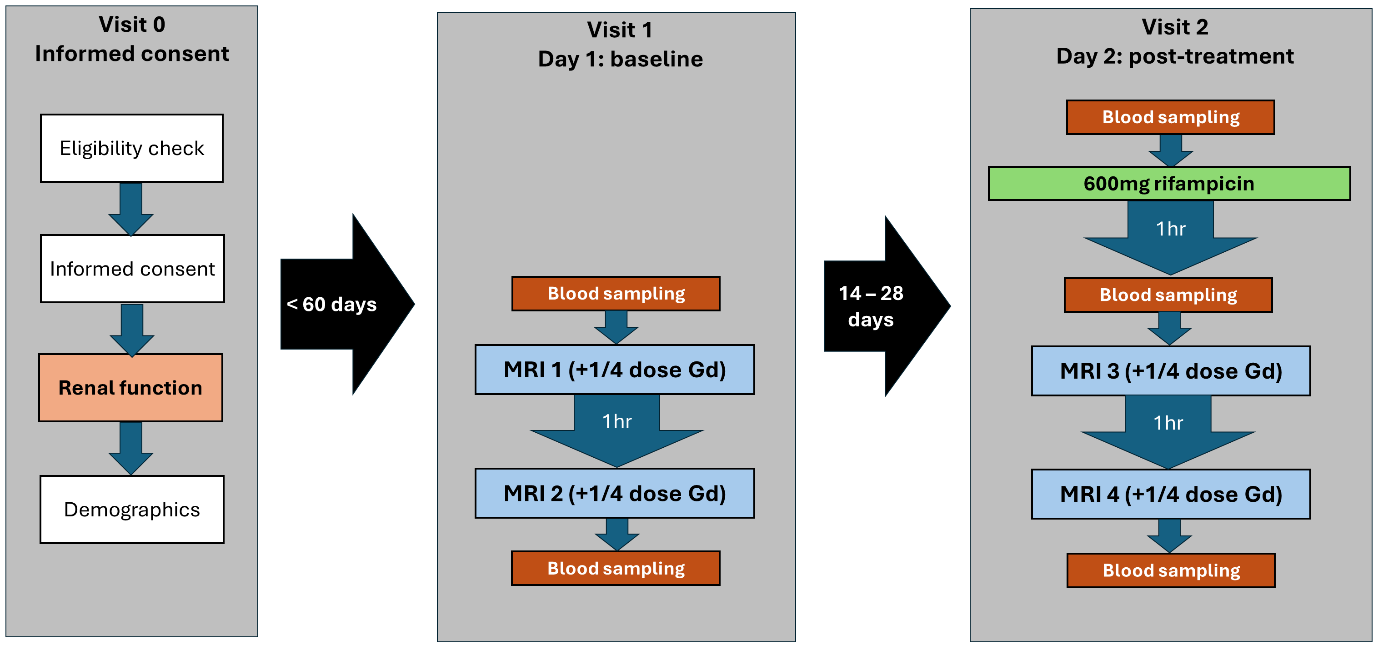 Visit 0
Informed consent
Eligibility check
Informed consent
Renal function
Demographics
< 60 days
Visit 1
Day 1: baseline
Blood sampling
MRI 1 (+1/4 dose Gd)
1hr
MRI 2 (+1/4 dose Gd)
Blood sampling
14 – 28
days
Visit 2
Day 2: post-treatment
Blood sampling
600mg rifampicin
1hr
Blood sampling
MRI 3 (+1/4 dose Gd)
1hr
MRI 4 (+1/4 dose Gd)
Blood sampling